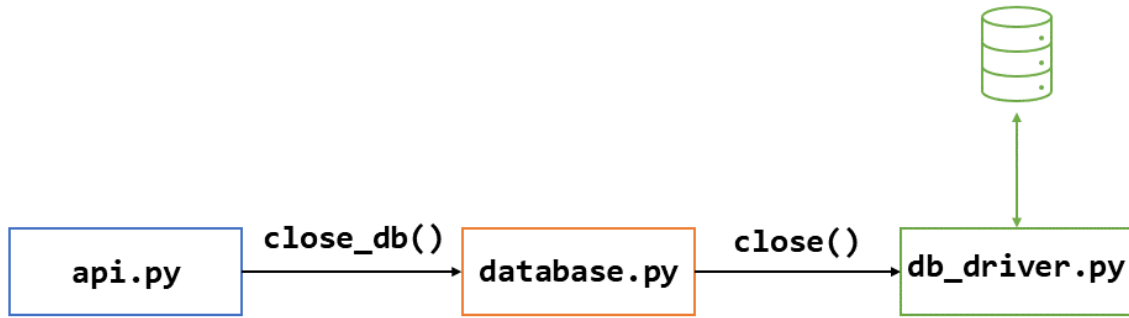 close_db()
close()
api.py
database.py
db_driver.py